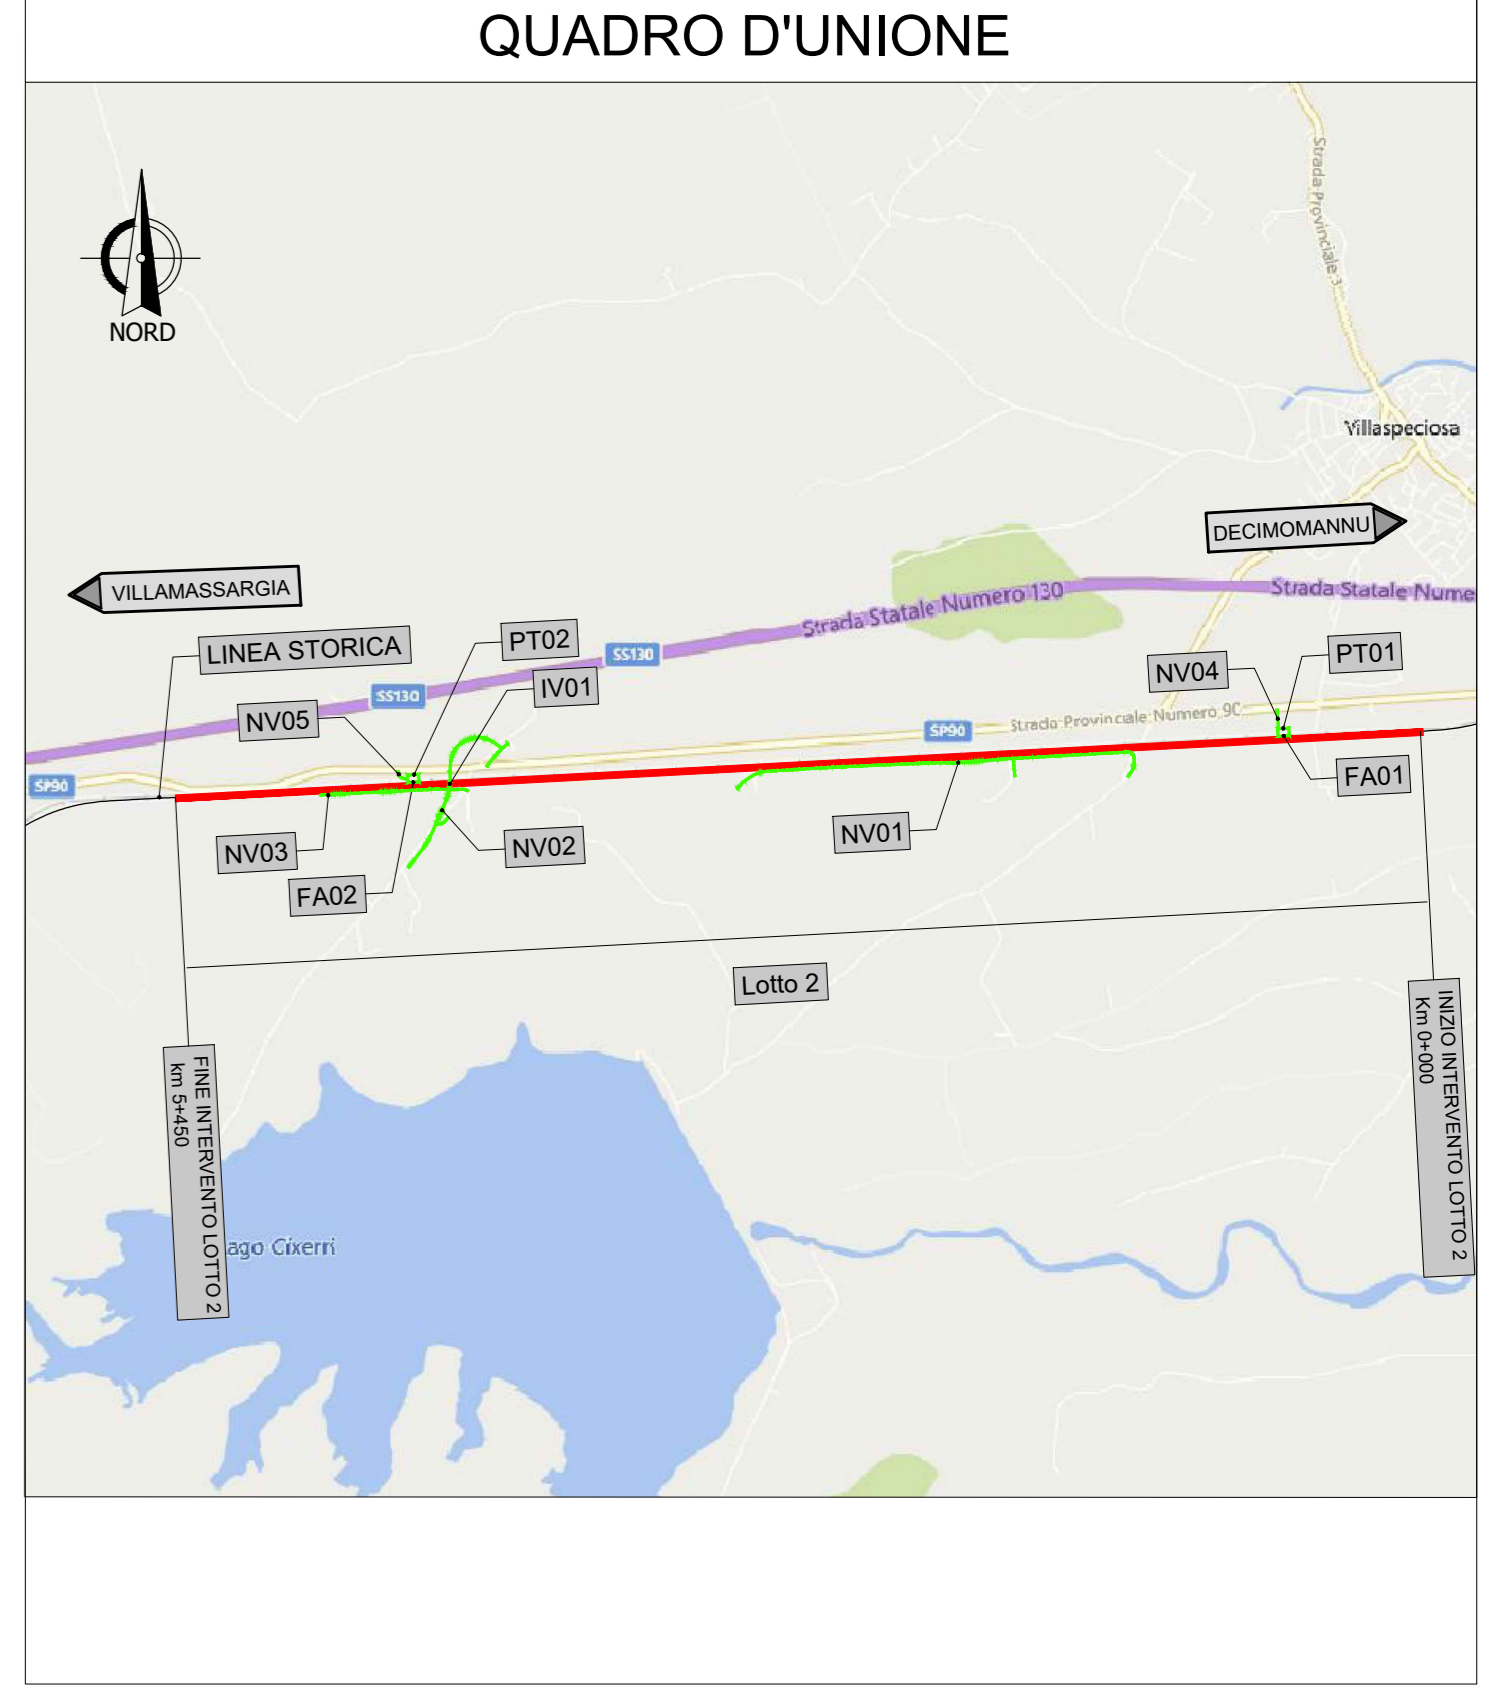 QUADRO D'UNIONE
NORD
Strada Provinciale 3
Villaspeciosa
DECIMOMANNU
VILLAMASSARGIA
Strada Statale Numero 130
Strada Statale Nume
LINEA STORICA
PT02
SS130
PT01
NV04
IV01
SS130
NV05
Strada Provinciale Numero 90
SP90
SP90
FA01
NV01
NV02
NV03
FA02
Lotto 2
INIZIO INTERVENTO LOTTO 2
Km 0+000
FINE INTERVENTO LOTTO 2
km 5+450
ago Cixerri